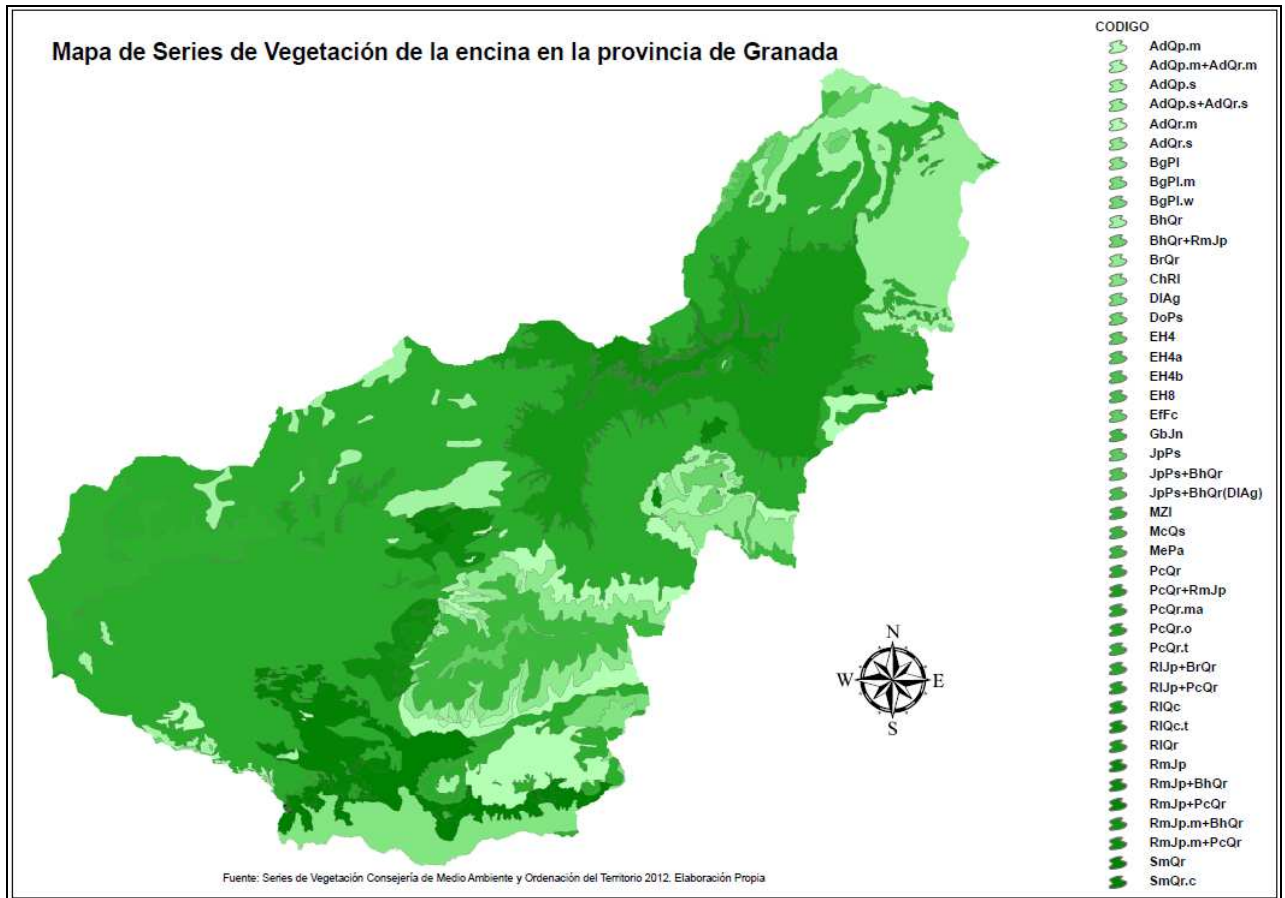 Mapa de Series de Vegetación de la encina en la provincia de Granada
CODIGO
AdQp.m
AdQp.m+AdQr.m
AdQp.s
AdQp.s+AdQr.s
AdQr.m
AdQr.s
BgPl
BgPl.m
BgPl.w
BhQr
BhQr+RmJp
BrQr
ChRl
DlAg
DoPs
EH4
EH4a
EH4b
EH8
EfFc
GbJn
JpPs
JpPs+BhQr
JpPs+BhQr(DlAg)
MZl
McQs
MePa
PcQr
PcQr+RmJp
PcQr.ma
PcQr.o
PcQr.t
RlJp+BrQr
RlJp+PcQr
RlQc
RlQc.t
RlQr
RmJp
RmJp+BhQr
RmJp+PcQr
RmJp.m+BhQr
RmJp.m+PcQr
SmQr
SmQr.c
N
W E
S
Fuente: Series de Vegetación Consejería de Medio Ambiente y Ordenación del Territorio 2012. Elaboración Propia